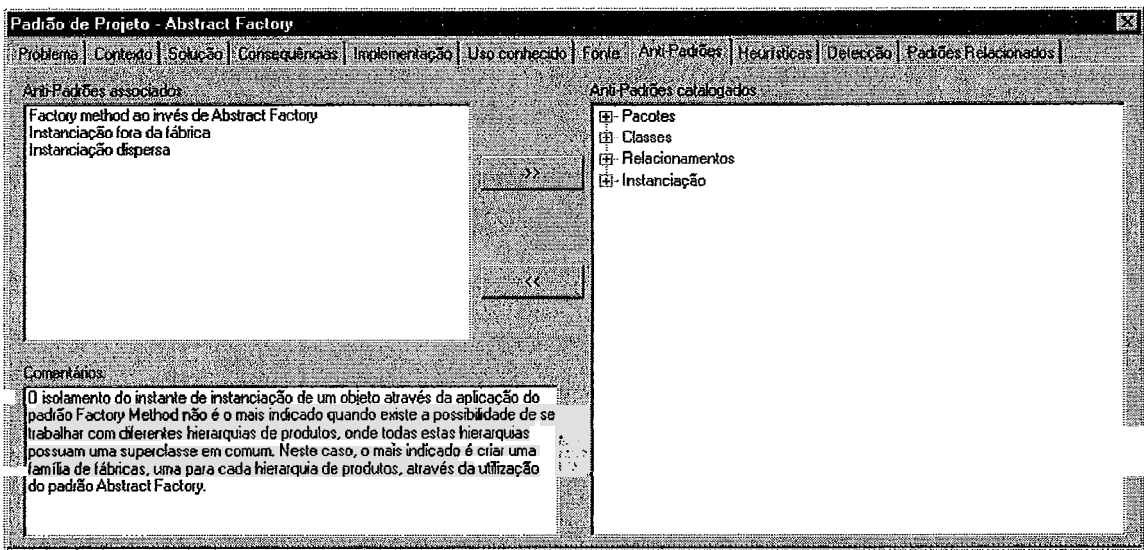 Padrão de Projeto - Abstract Factory
Problema Contexto Solução Consequências Implementação Uso conhecido Fonte Anti-Padrões Heurísticas Detecção Padrões Relacionados
Anti-Padrões associados
Factory method ao invés de Abstract Factory
Instanciação fora da fábrica
Instanciação dispersa
>>
<<
Anti-Padrões catalogados
Pacotes
Classes
Relacionamentos
Instanciação
Comentários
O isolamento do instante de instanciação de um objeto através da aplicação do
padrão Factory Method não é o mais indicado quando existe a possibilidade de se
trabalhar com diferentes hierarquias de produtos, onde todas estas hierarquias
possuam uma superclasse em comum. Neste caso, o mais indicado é criar uma
família de fábricas, uma para cada hierarquia de produtos, através da utilização
do padrão Abstract Factory.